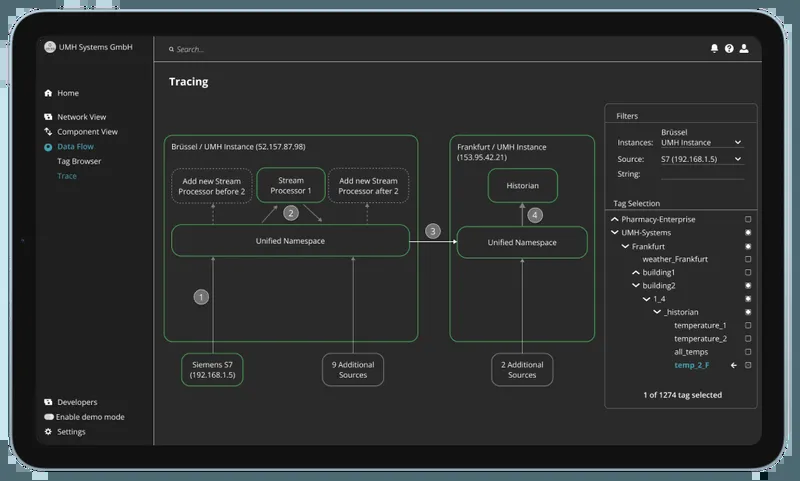 UMH Systems GmbH
Search...
Home
Network View
Component View
Data Flow
Tag Browser
Trace
Developers
Enable demo mode
Settings
Tracing
Brüssel / UMH Instance (52.157.87.98)
Add new Stream
Processor before 2
Stream
Processor 1
Add new Stream
Processor after 2
2
Unified Namespace
1
Siemens S7
(192.168.1.5)
9 Additional
Sources
3
Frankfurt / UMH Instance
(153.95.42.21)
Historian
4
Unified Namespace
2 Additional
Sources
Filters
Instances:
Brüssel
UMH Instance
Source: S7 (192.168.1.5)
String:
Tag Selection
Pharmacy-Enterprise
UMH-Systems
Frankfurt
weather_Frankfurt
building1
building2
1_4
_historian
temperature_1
temperature_2
all_temps
temp_2_F
1 of 1274 tag selected